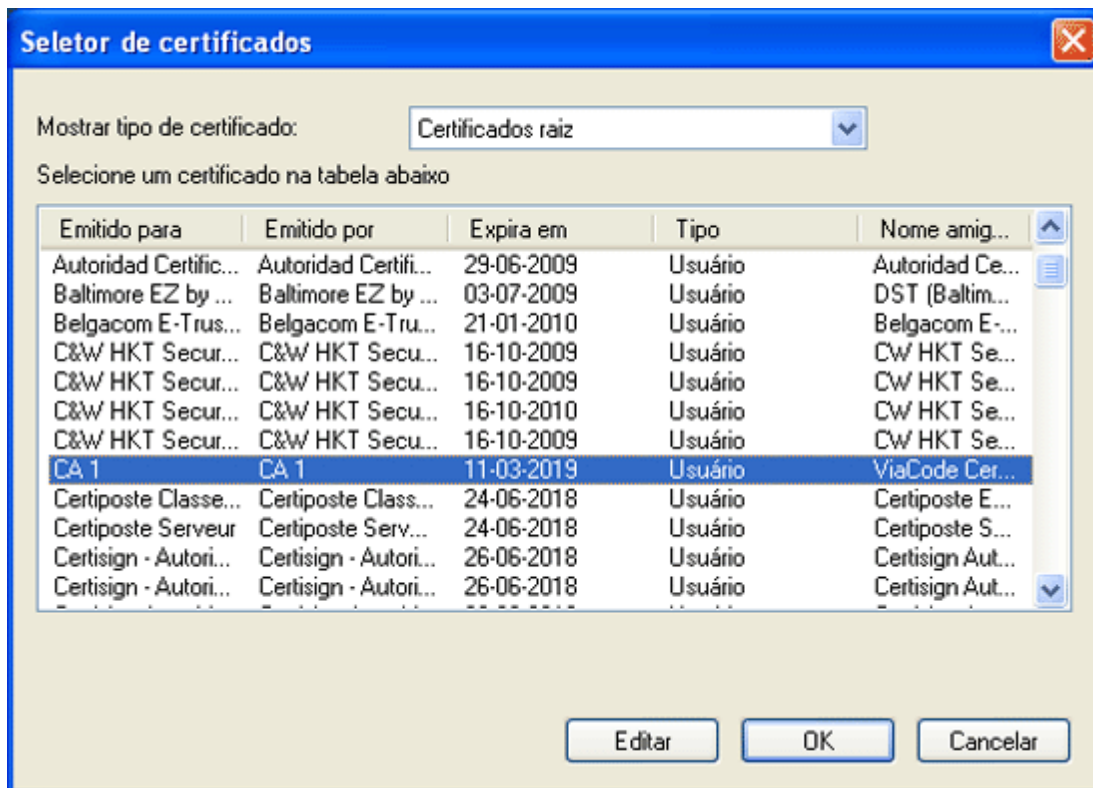 Seletor de certificados
Mostrar tipo de certificado: Certificados raiz
Selecione um certificado na tabela abaixo
Emitido para Emitido por Expira em Tipo Nome amig...
Autoridad Certific... Autoridad Certifi... 29-06-2009 Usuário Autoridad Ce...
Baltimore EZ by ... Baltimore EZ by ... 03-07-2009 Usuário DST (Baltim...
Belgacom E-Trus... Belgacom E-Tru... 21-01-2010 Usuário Belgacom E-...
C&W HKT Secur... C&W HKT Secu... 16-10-2009 Usuário CW HKT Se...
C&W HKT Secur... C&W HKT Secu... 16-10-2009 Usuário CW HKT Se...
C&W HKT Secur... C&W HKT Secu... 16-10-2010 Usuário CW HKT Se...
C&W HKT Secur... C&W HKT Secu... 16-10-2009 Usuário CW HKT Se...
CA 1 CA 1 11-03-2019 Usuário ViaCode Cer...
Certiposte Classe... Certiposte Class... 24-06-2018 Usuário Certiposte E...
Certiposte Serveur Certiposte Serv... 24-06-2018 Usuário Certiposte S...
Certisign - Autori... Certisign - Autori... 26-06-2018 Usuário Certisign Aut...
Certisign - Autori... Certisign - Autori... 26-06-2018 Usuário Certisign Aut...
Editar OK Cancelar